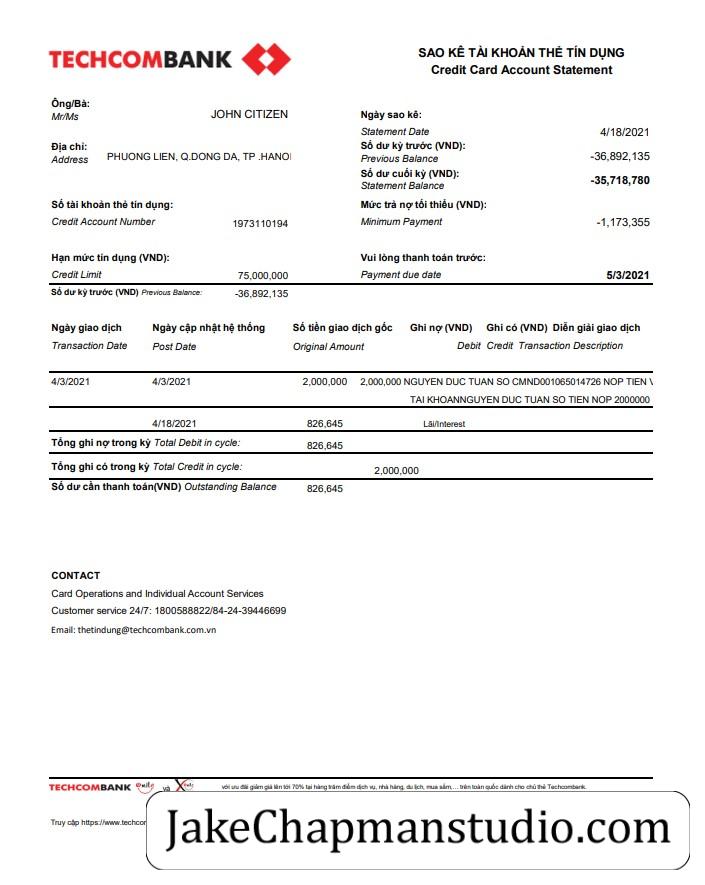 TECHCOMBANK
SAO KÊ TÀI KHOẢN THẺ TÍN DỤNG
Credit Card Account Statement
Ông/Bà:
Mr/Ms JOHN CITIZEN
Địa chỉ:
Address PHUONG LIEN, Q.DONG DA, TP .HANOI
Ngày sao kê:
Statement Date 4/18/2021
Số dư kỳ trước (VND):
Previous Balance -36,892,135
Số dư cuối kỳ (VND):
Statement Balance -35,718,780
Số tài khoản thẻ tín dụng:
Credit Account Number 1973110194
Mức trả nợ tối thiểu (VND):
Minimum Payment -1,173,355
Hạn mức tín dụng (VND):
Credit Limit 75,000,000
Vui lòng thanh toán trước:
Payment due date 5/3/2021
Số dư kỳ trước (VND) Previous Balance: -36,892,135
Ngày giao dịch Ngày cập nhật hệ thống Số tiền giao dịch gốc Ghi nợ (VND) Ghi có (VND) Diễn giải giao dịch
Transaction Date Post Date Original Amount Debit Credit Transaction Description
4/3/2021 4/3/2021 2,000,000 2,000,000 NGUYEN DUC TUAN SO CMND001065014726 NOP TIEN V
TAI KHOANNGUYEN DUC TUAN SO TIEN NOP 2000000
4/18/2021 826,645 Lãi/Interest
Tổng ghi nợ trong kỳ Total Debit in cycle: 826,645
Tổng ghi có trong kỳ Total Credit in cycle: 2,000,000
Số dư cần thanh toán(VND) Outstanding Balance 826,645
CONTACT
Card Operations and Individual Account Services
Customer service 24/7: 1800588822/84-24-39446699
Email: thetindung@techcombank.com.vn
TECHCOMBANK và với ưu đãi giảm giá lên tới 70% tại hàng trăm điểm dịch vụ, nhà hàng, du lịch, mua sắm,... trên toàn quốc dành cho chủ thẻ Techcombank.
Truy cập https://www.techcor
JakeChapmanstudio.com